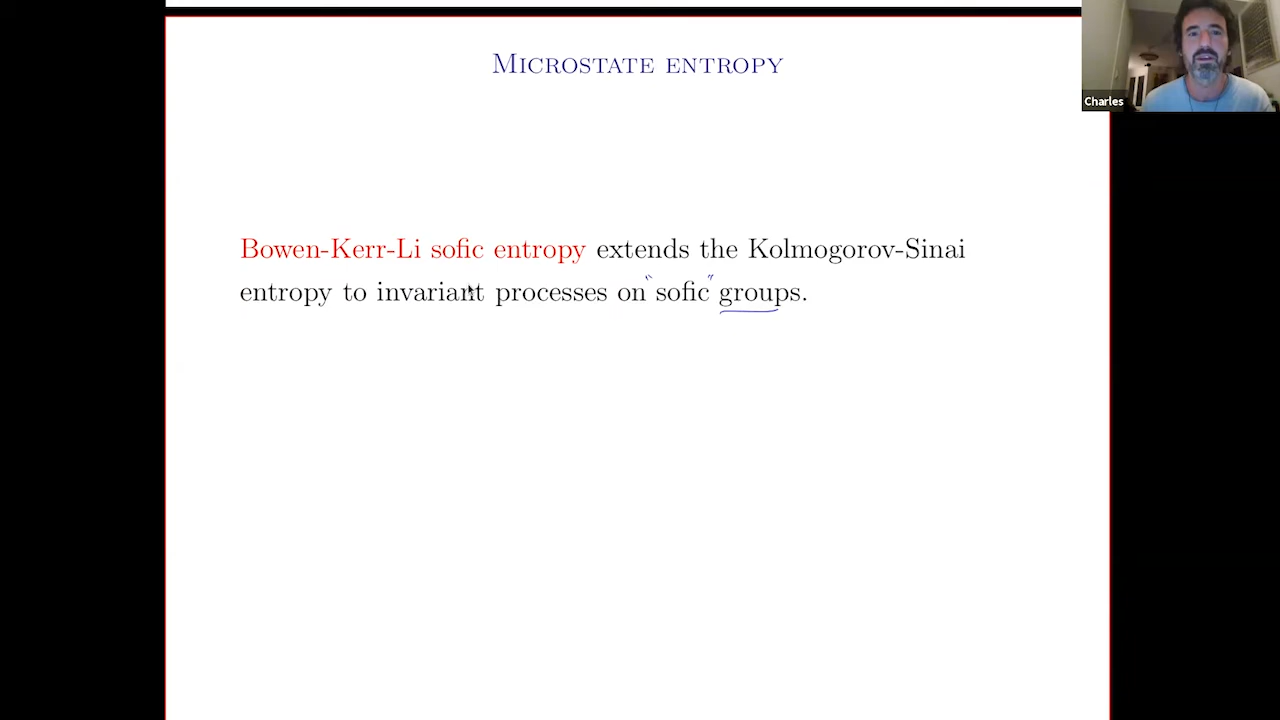 Microstate entropy
Charles
Bowen-Kerr-Li sofic entropy extends the Kolmogorov-Sinai
entropy to invariant processes on "sofic" groups.